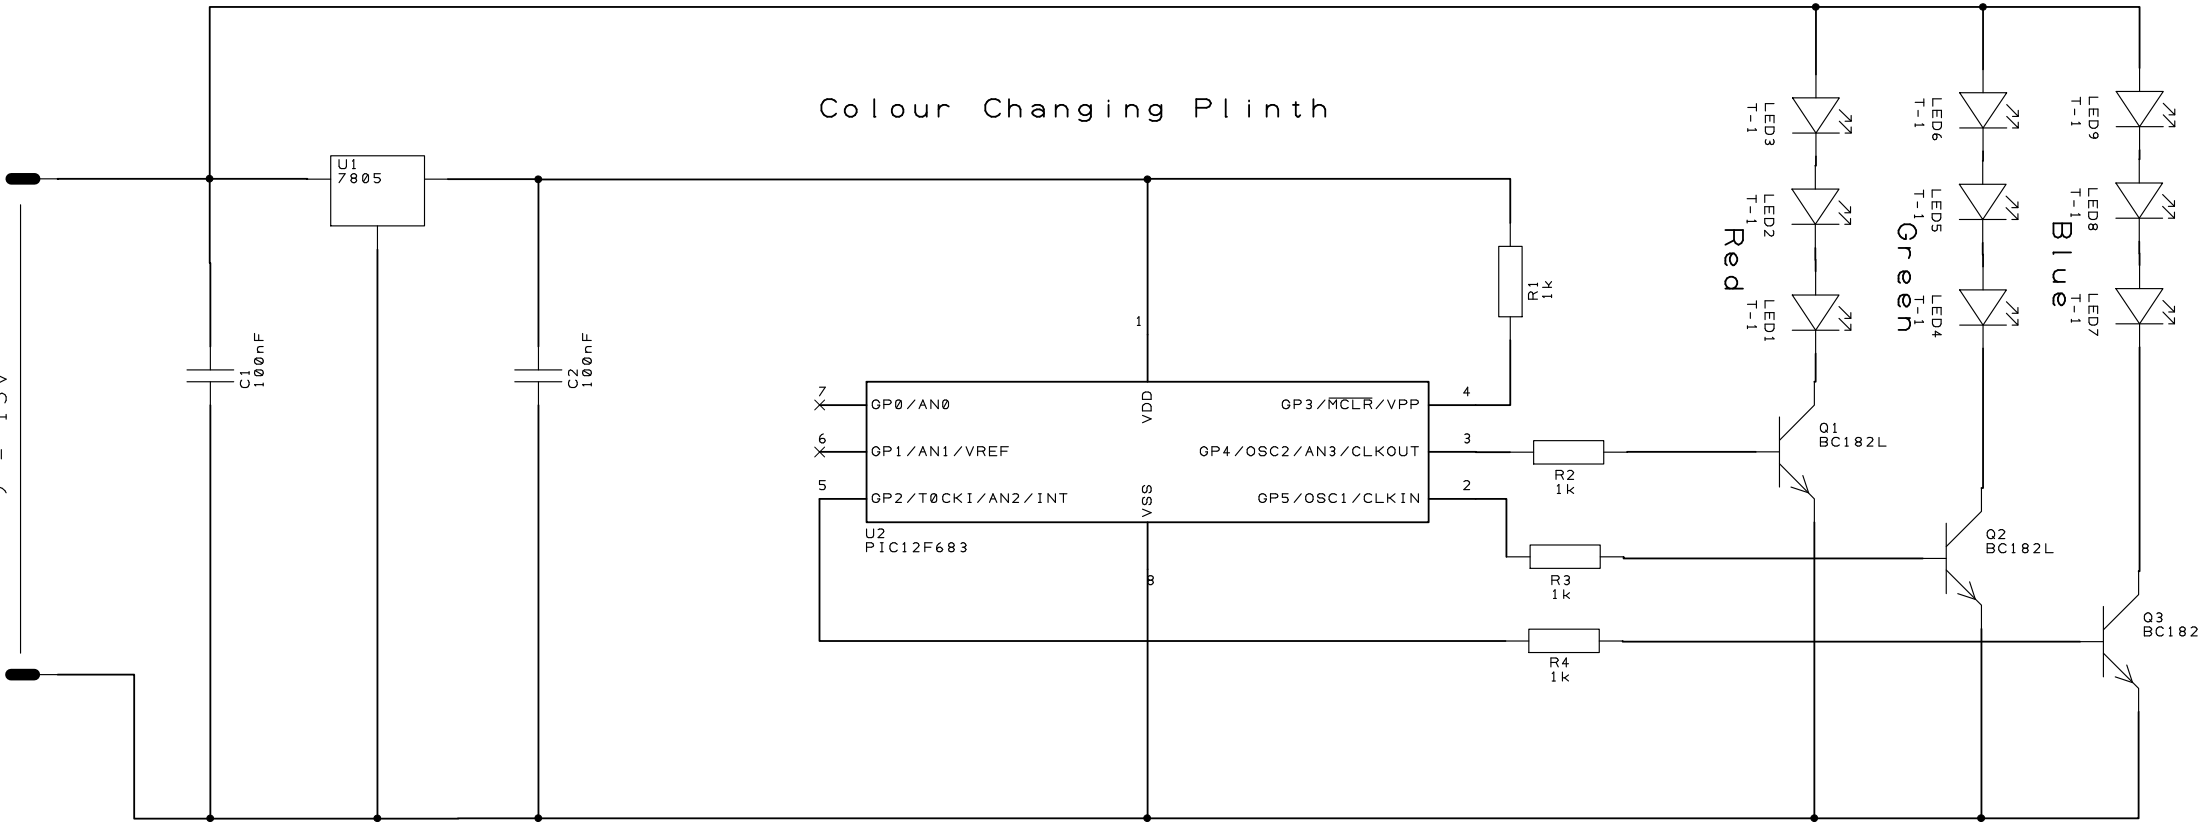 Colour Changing Plinth
U1
7805
C1
100nF
C2
100nF
R1
1k
1
7
GP0/AN0
6
GP1/AN1/VREF
5
GP2/T0CKI/AN2/INT
VDD
VSS
GP3/MCLR/VPP
4
GP4/OSC2/AN3/CLKOUT
3
GP5/OSC1/CLKIN
2
U2
PIC12F683
8
R2
1k
R3
1k
R4
1k
LED3
T-1
LED2
T-1
LED1
T-1
Red
LED6
T-1
LED5
T-1
LED4
T-1
Green
LED9
T-1
LED8
T-1
LED7
T-1
Blue
Q1
BC182L
Q2
BC182L
Q3
BC182